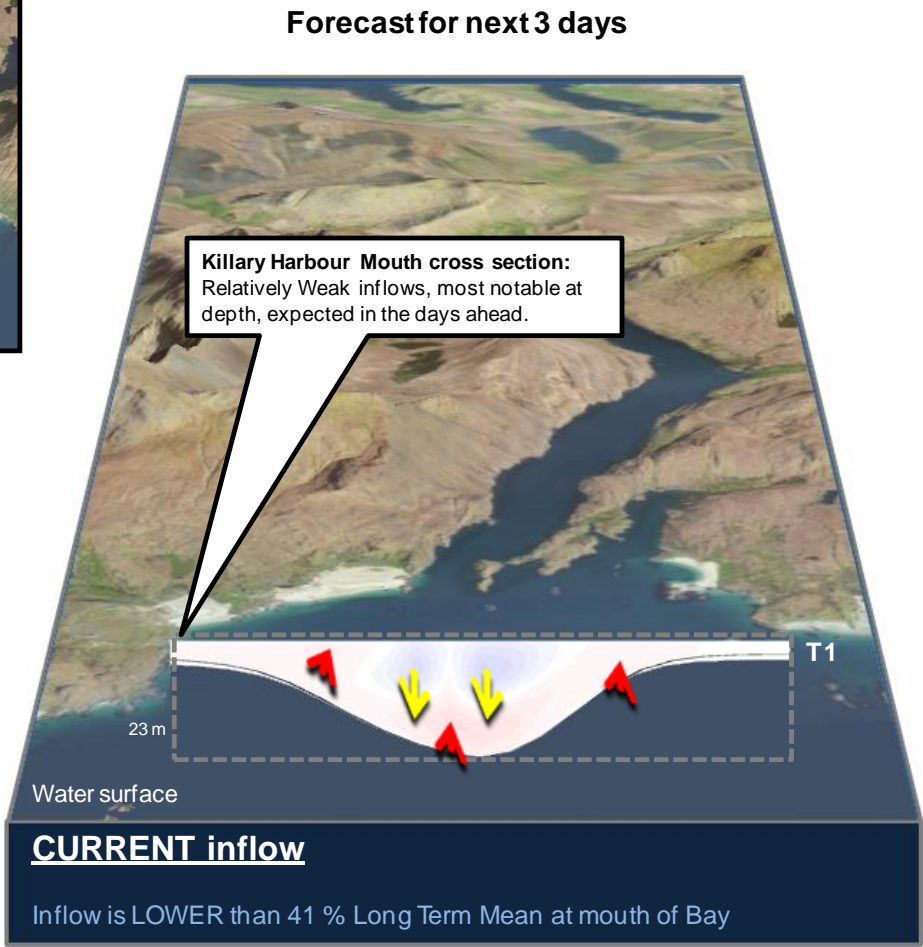 Forecast for next 3 days
Killary Harbour Mouth cross section:
Relatively Weak inflows, most notable at
depth, expected in the days ahead.
T1
23 m
Water surface
CURRENT inflow
Inflow is LOWER than 41 % Long Term Mean at mouth of Bay